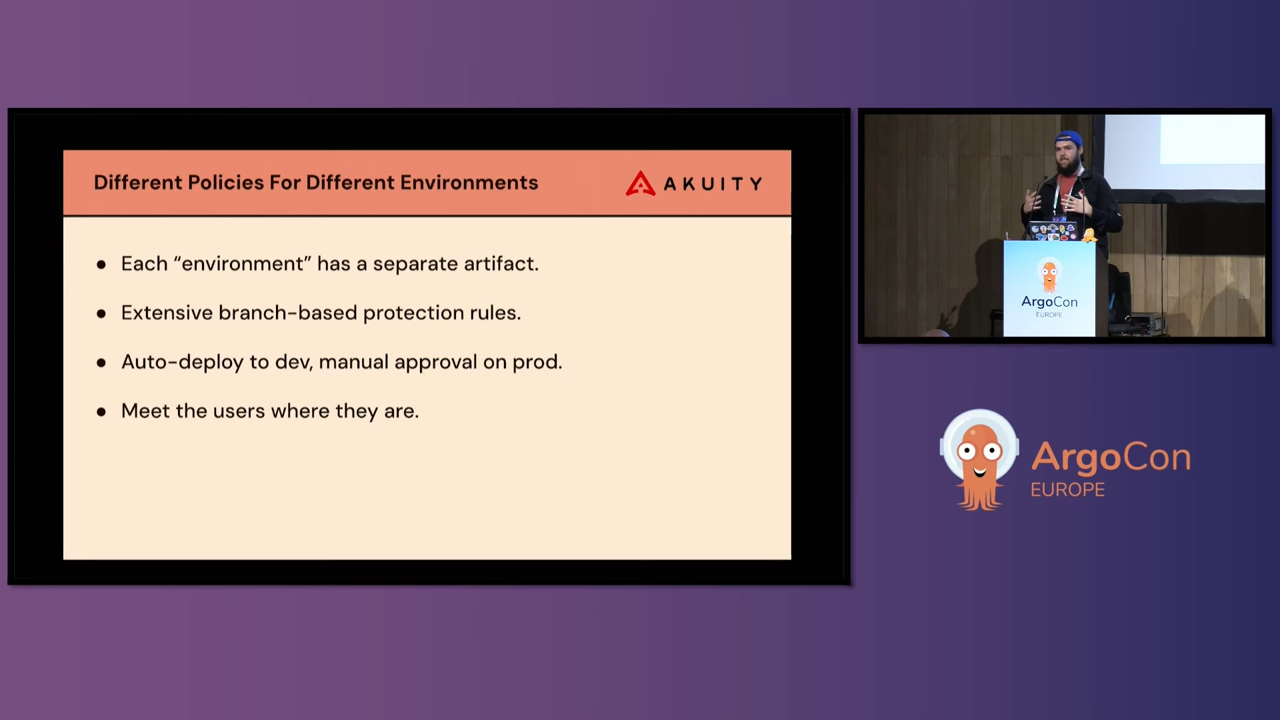 Different Policies For Different Environments
AKUITY
Each “environment” has a separate artifact.
Extensive branch-based protection rules.
Auto-deploy to dev, manual approval on prod.
Meet the users where they are.
ArgoCon
EUROPE
ArgoCon
EUROPE